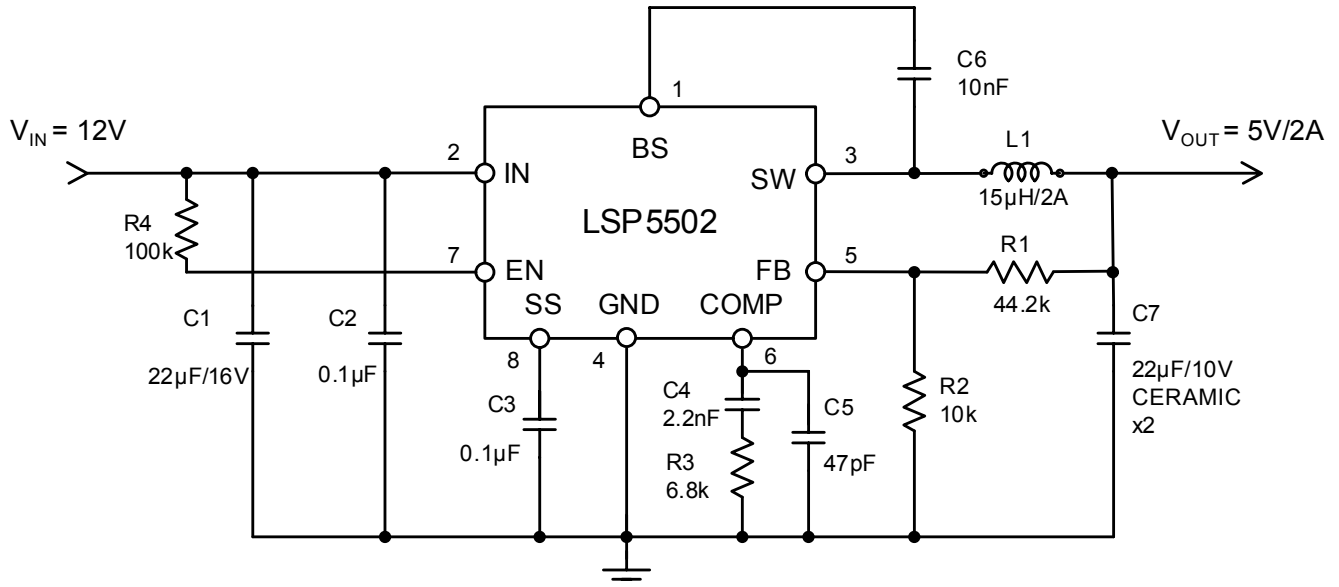 C6
10nF
1
V_IN = 12V
BS
2
IN
SW
3
L1
15µH/2A
V_OUT = 5V/2A
R4
100k
LSP5502
7
EN
FB
5
R1
44.2k
SS
GND
COMP
8
4
6
C1
22µF/16V
C2
0.1µF
C3
0.1µF
C4
2.2nF
R3
6.8k
C5
47pF
R2
10k
C7
22µF/10V
CERAMIC
x2